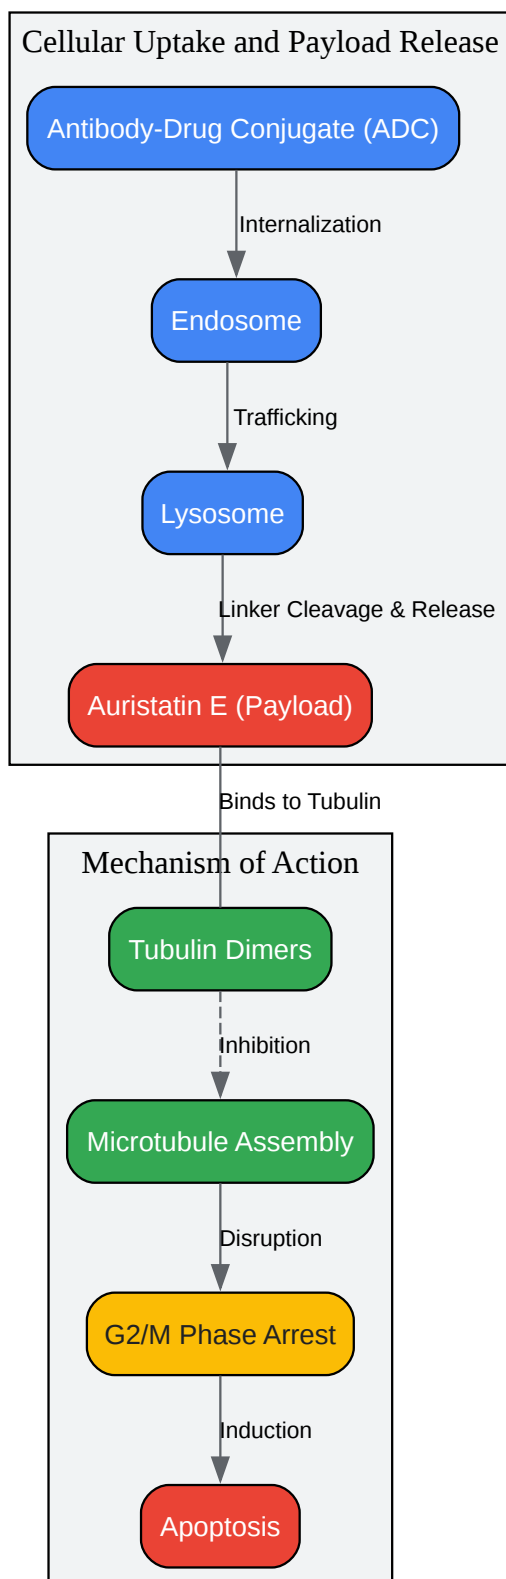 Cellular Uptake and Payload Release
Antibody-Drug Conjugate (ADC)
Internalization
Endosome
Trafficking
Lysosome
Linker Cleavage & Release
Auristatin E (Payload)
Binds to Tubulin
Mechanism of Action
Tubulin Dimers
Inhibition
Microtubule Assembly
Disruption
G2/M Phase Arrest
Induction
Apoptosis